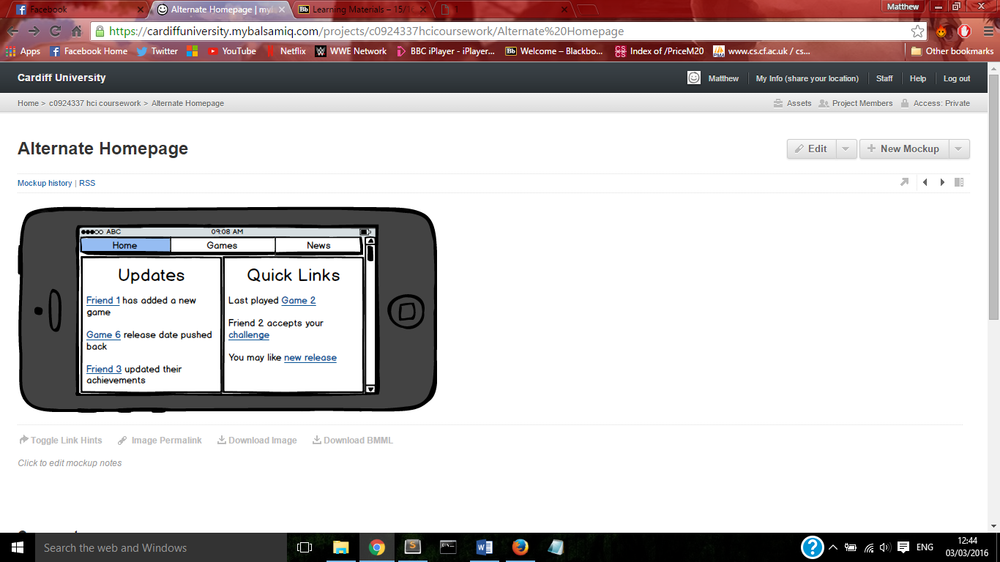 Facebook
Alternate Homepage | myba
Learning Materials – 15/1
1
Matthew
https://cardiffuniversity.mybalsamiq.com/projects/c0924337hcicoursework/Alternate%20Homepage
Apps
Facebook Home
Twitter
YouTube
Netflix
WWE Network
BBC iPlayer - iPlayer...
Bb
Welcome – Blackbo...
Index of /PriceM20
www.cs.cf.ac.uk / cs...
Other bookmarks
Cardiff University
Matthew
My Info (share your location)
Staff
Help
Log out
Home > c0924337 hci coursework > Alternate Homepage
Assets
Project Members
Access: Private
Alternate Homepage
Edit
New Mockup
Mockup history | RSS
ABC
09:08 AM
Home
Games
News
Updates
Friend 1 has added a new
game
Game 6 release date pushed
back
Friend 3 updated their
achievements
Quick Links
Last played Game 2
Friend 2 accepts your
challenge
You may like new release
Toggle Link Hints
Image Permalink
Download Image
Download BMML
Click to edit mockup notes
Search the web and Windows
ENG
12:44
03/03/2016